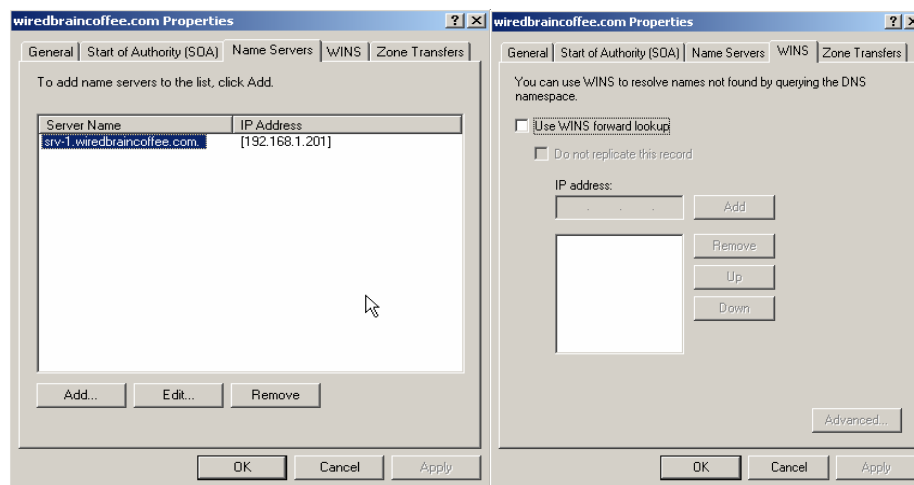 wiredbraincoffee.com Properties
General Start of Authority (SOA) Name Servers WINS Zone Transfers
To add name servers to the list, click Add.
Server Name IP Address
srv-1.wiredbraincoffee.com. [192.168.1.201]
Add... Edit... Remove
OK Cancel Apply
wiredbraincoffee.com Properties
General Start of Authority (SOA) Name Servers WINS Zone Transfers
You can use WINS to resolve names not found by querying the DNS
namespace.
Use WINS forward lookup
Do not replicate this record
IP address:
Add
Remove
Up
Down
Advanced...
OK Cancel Apply